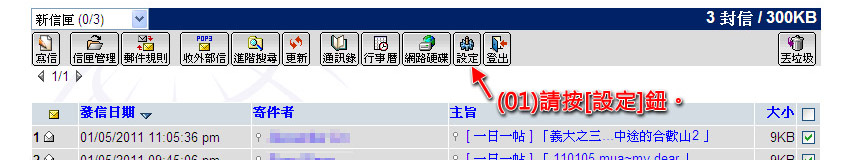 新信匣 (0/3) 3 封信 / 300KB
POP3
寫信 信匣管理 郵件規則 收外部信 進階搜尋 更新 通訊錄 行事曆 網路硬碟 設定 登出 丟垃圾
1/1
(01)請按[設定]鈕。
發信日期 寄件者 主旨 大小
1 01/05/2011 11:05:36 pm [一日一帖]「義大之三...中途的合歡山2」 9KB
2 01/05/2011 09:45:06 pm [一日一帖]「110105 mua~my dear」 9KB